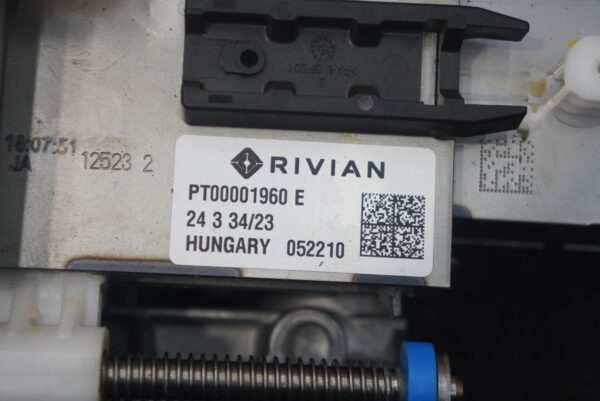 18:07:51
JA
12523 2
RIVIAN
PT00001960 E
24 3 34/23
HUNGARY 052210